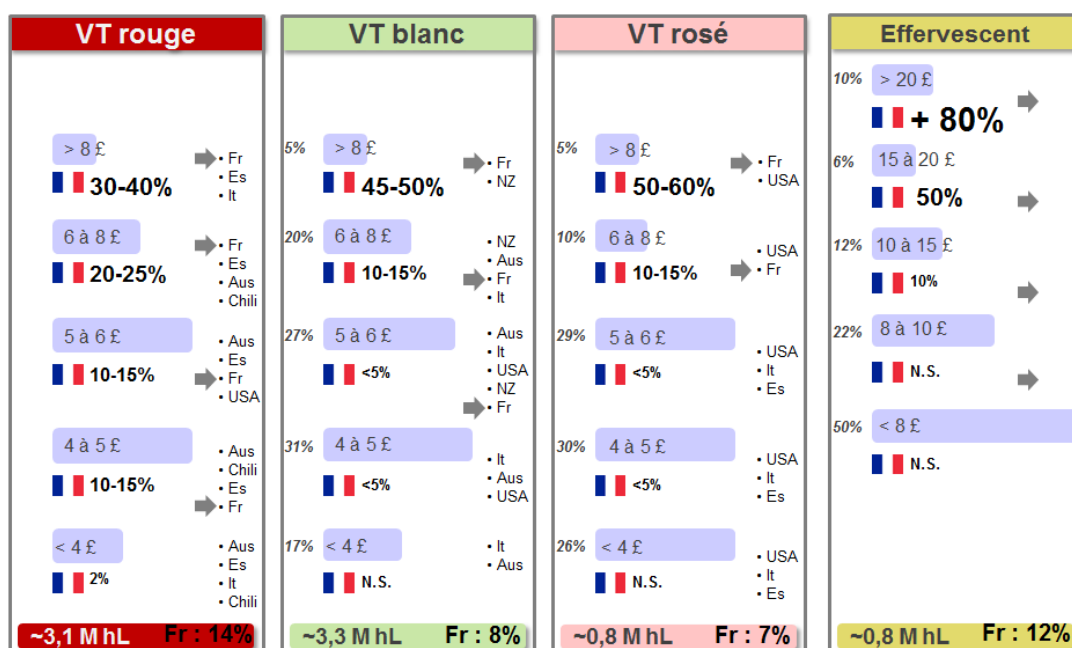 VT rouge
> 8 £
30-40%
• Fr
• Es
• It
6 à 8 £
20-25%
• Fr
• Es
• Aus
• Chili
5 à 6 £
10-15%
• Aus
• Es
• Fr
• USA
4 à 5 £
10-15%
• Aus
• Chili
• Es
• Fr
< 4 £
2%
• Aus
• Es
• It
• Chili
~3,1 M hL Fr : 14%
VT blanc
5% > 8 £
45-50%
• Fr
• NZ
20% 6 à 8 £
10-15%
• NZ
• Aus
• Fr
• It
27% 5 à 6 £
<5%
• Aus
• It
• USA
• NZ
• Fr
31% 4 à 5 £
<5%
• It
• Aus
• USA
17% < 4 £
N.S.
• It
• Aus
~3,3 M hL Fr : 8%
VT rosé
5% > 8 £
50-60%
• Fr
• USA
10% 6 à 8 £
10-15%
• USA
• Fr
29% 5 à 6 £
<5%
• USA
• It
• Es
30% 4 à 5 £
<5%
• USA
• It
• Es
26% < 4 £
N.S.
• USA
• It
• Es
~0,8 M hL Fr : 7%
Effervescent
10% > 20 £
+ 80%
6% 15 à 20 £
50%
12% 10 à 15 £
10%
22% 8 à 10 £
N.S.
50% < 8 £
N.S.
~0,8 M hL Fr : 12%